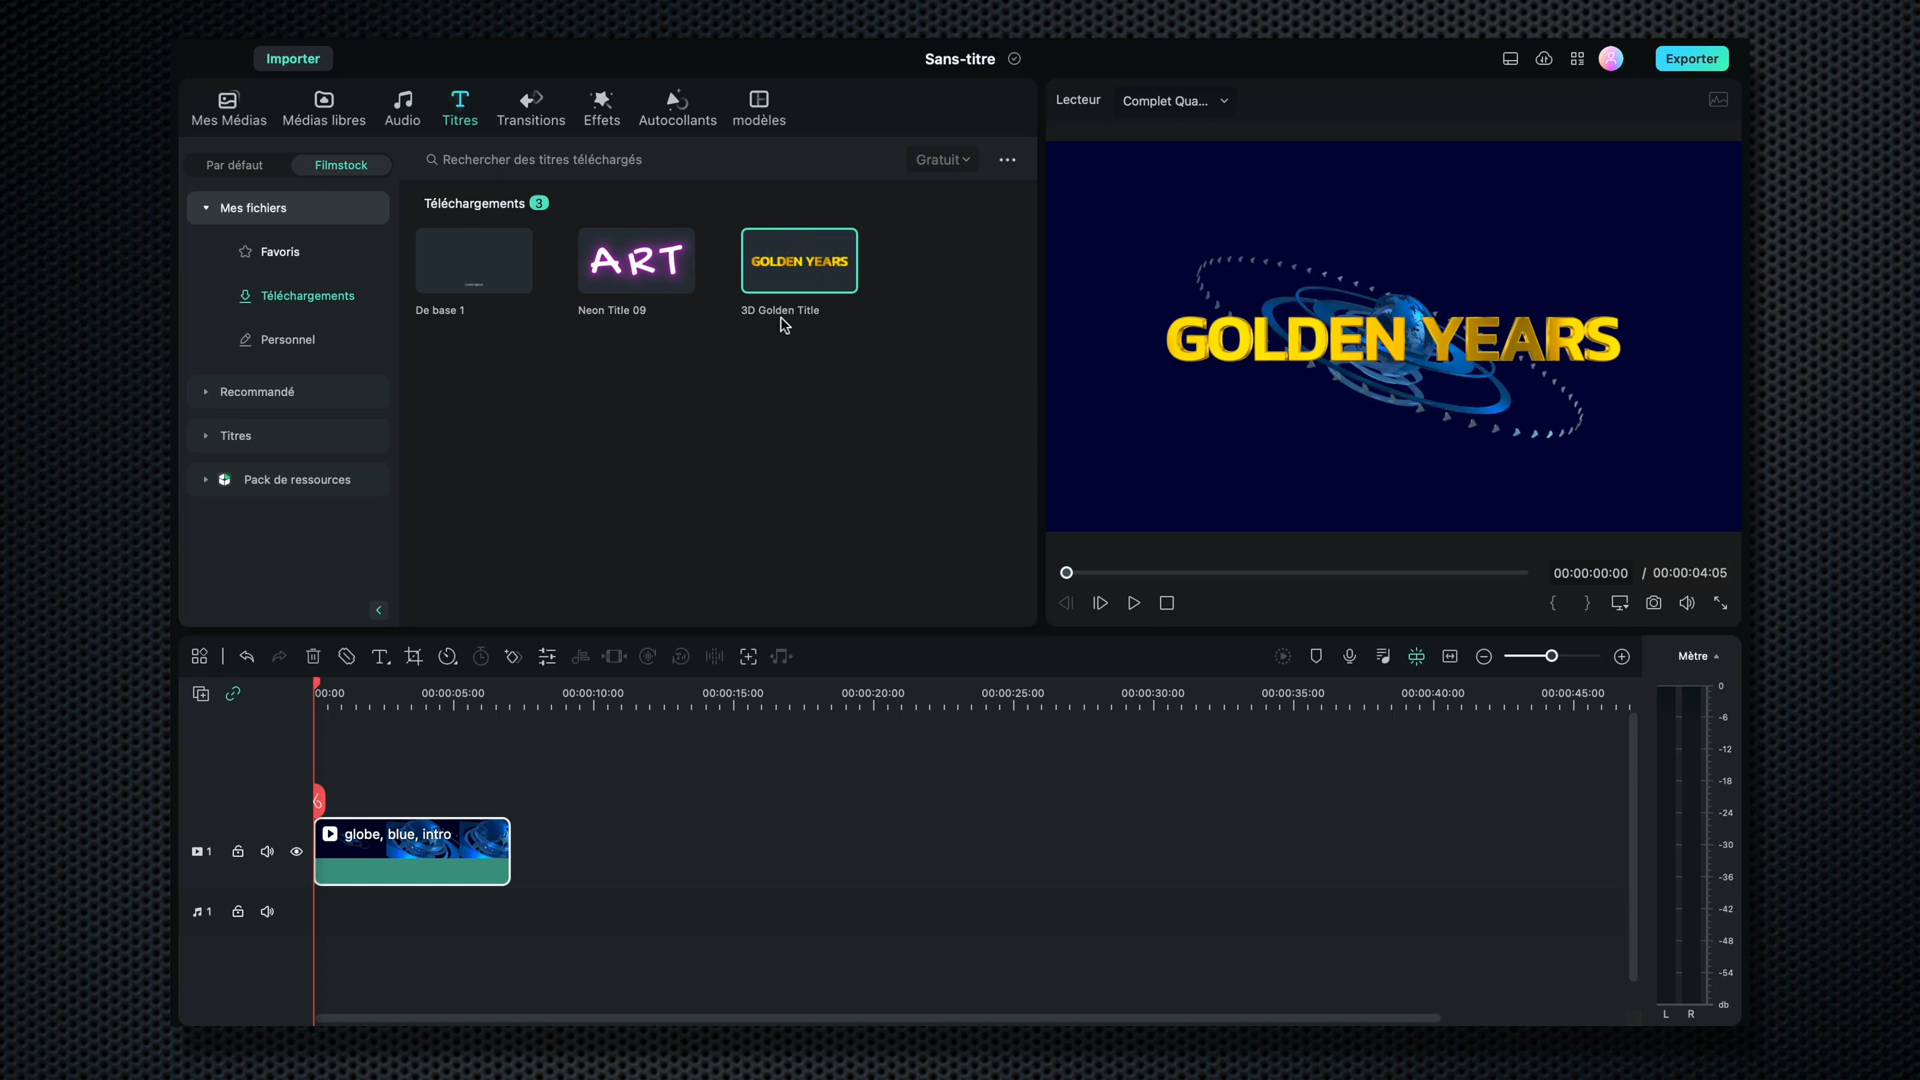 Importer
Sans-titre
Exporter
Mes Médias
Médias libres
Audio
Titres
Transitions
Effets
Autocollants
modèles
Lecteur
Complet Qua...
Par défaut
Filmstock
Rechercher des titres téléchargés
Gratuit
Mes fichiers
Favoris
Téléchargements
Personnel
Recommandé
Titres
Pack de ressources
Téléchargements 3
Lorem ipsum
ART
GOLDEN YEARS
De base 1
Neon Title 09
3D Golden Title
GOLDEN YEARS
00:00:00:00 / 00:00:04:05
{ }
Mètre
00:00
00:00:05:00
00:00:10:00
00:00:15:00
00:00:20:00
00:00:25:00
00:00:30:00
00:00:35:00
00:00:40:00
00:00:45:00
globe, blue, intro
1
1
0
-6
-12
-18
-24
-30
-36
-42
-48
-54
db
L R